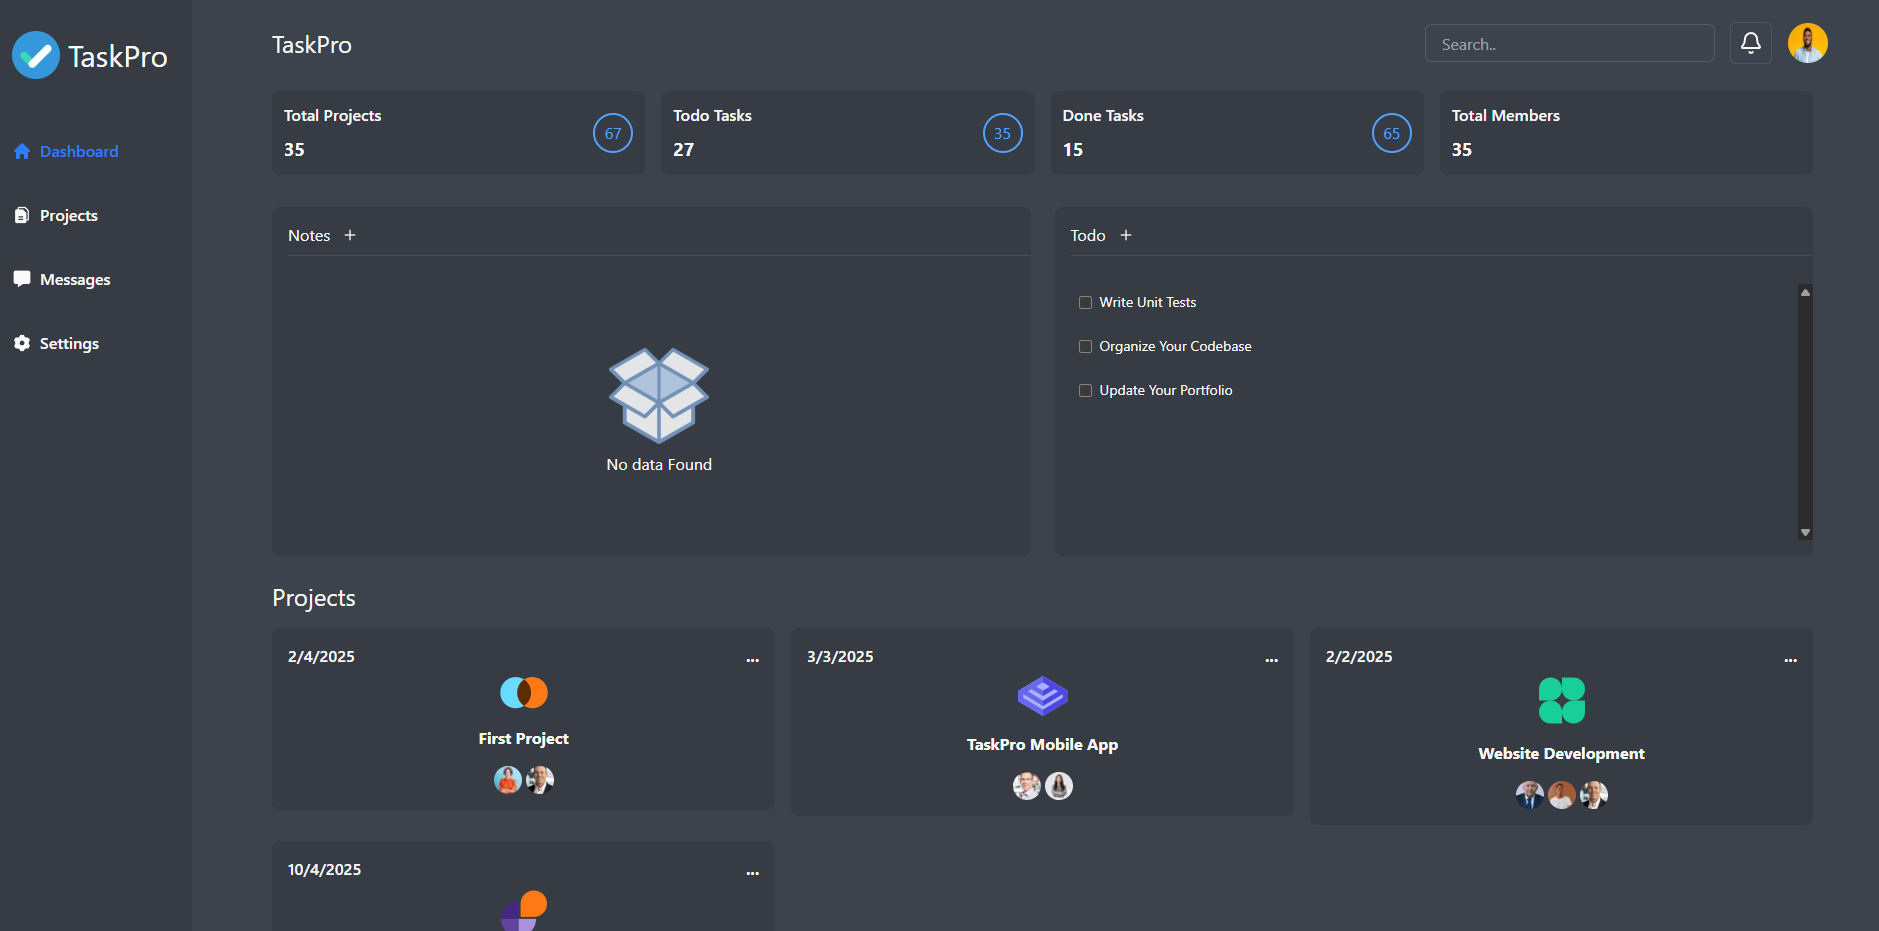 TaskPro
Dashboard
Projects
Messages
Settings
TaskPro
Search..
Total Projects
35
67
Todo Tasks
27
35
Done Tasks
15
65
Total Members
35
Notes +
No data Found
Todo +
Write Unit Tests
Organize Your Codebase
Update Your Portfolio
Projects
2/4/2025
...
First Project
3/3/2025
...
TaskPro Mobile App
2/2/2025
...
Website Development
10/4/2025
...